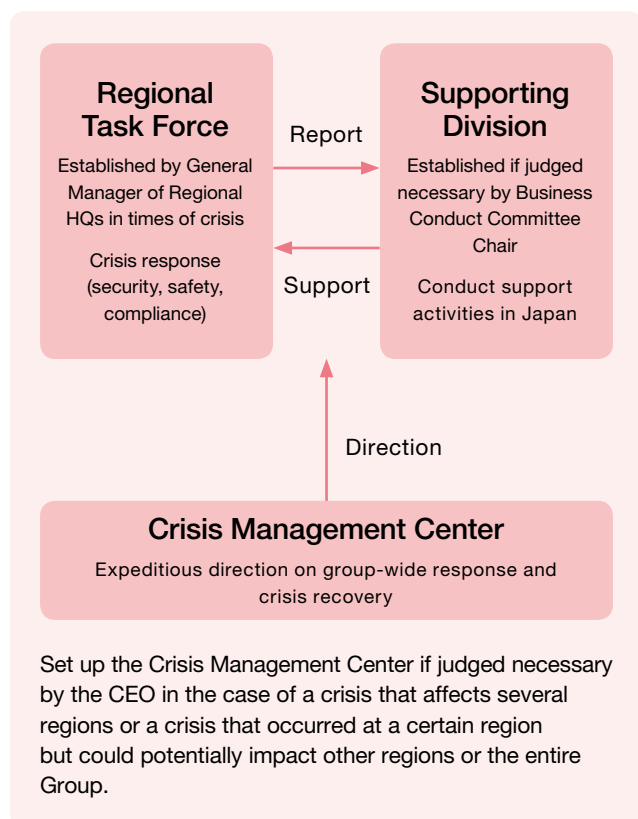 Regional
Task Force
Established by General
Manager of Regional
HQs in times of crisis
Crisis response
(security, safety,
compliance)
Report
Support
Supporting
Division
Established if judged
necessary by Business
Conduct Committee
Chair
Conduct support
activities in Japan
Direction
Crisis Management Center
Expeditious direction on group-wide response and
crisis recovery
Set up the Crisis Management Center if judged necessary
by the CEO in the case of a crisis that affects several
regions or a crisis that occurred at a certain region
but could potentially impact other regions or the entire
Group.